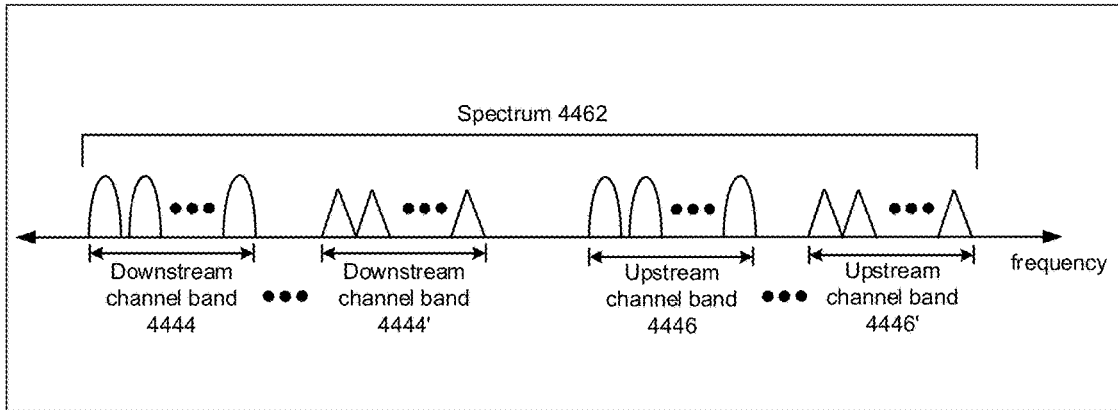 Spectrum 4462
frequency
Downstream
channel band
4444
Downstream
channel band
4444'
Upstream
channel band
4446
Upstream
channel band
4446'